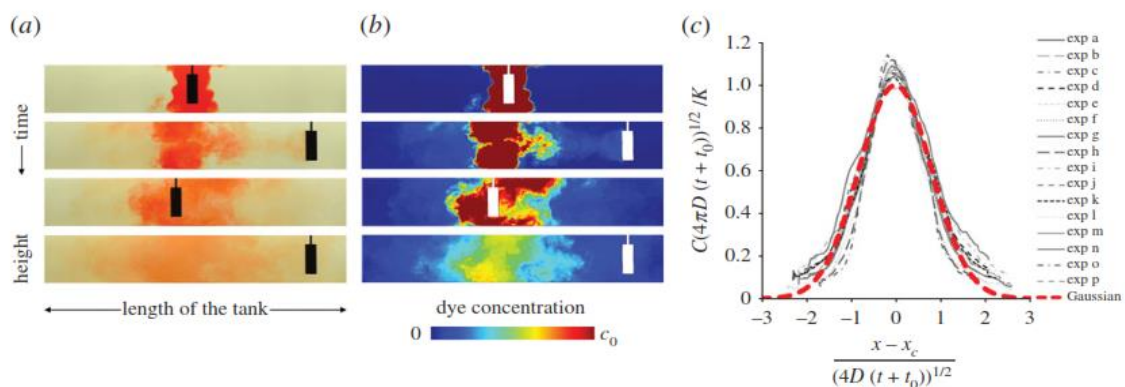 (a)
(b)
(c)
time
height
length of the tank
dye concentration
0
c0
C(4πD (t + t0))1/2 /K
1.2
1.0
0.8
0.6
0.4
0.2
0
−3
−2
−1
0
1
2
3
x − xc
(4D (t + t0))1/2
exp a
exp b
exp c
exp d
exp e
exp f
exp g
exp h
exp i
exp j
exp k
exp l
exp m
exp n
exp o
exp p
Gaussian